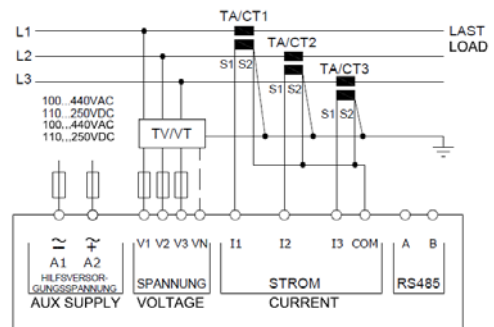 TA/CT1
L1
LAST
TA/CT2
LOAD
L2
S1 S2
TA/CT3
L3
S1 S2
S1 S2
100...440VAC
110...250VDC
100...440VAC
110...250VDC
TV/VT
V1 V2 V3 VN I1 I2 I3 COM A B
A1 A2
HILFSVERSOR-
GUNGSSPANNUNG
SPANNUNG STROM RS485
AUX SUPPLY VOLTAGE CURRENT